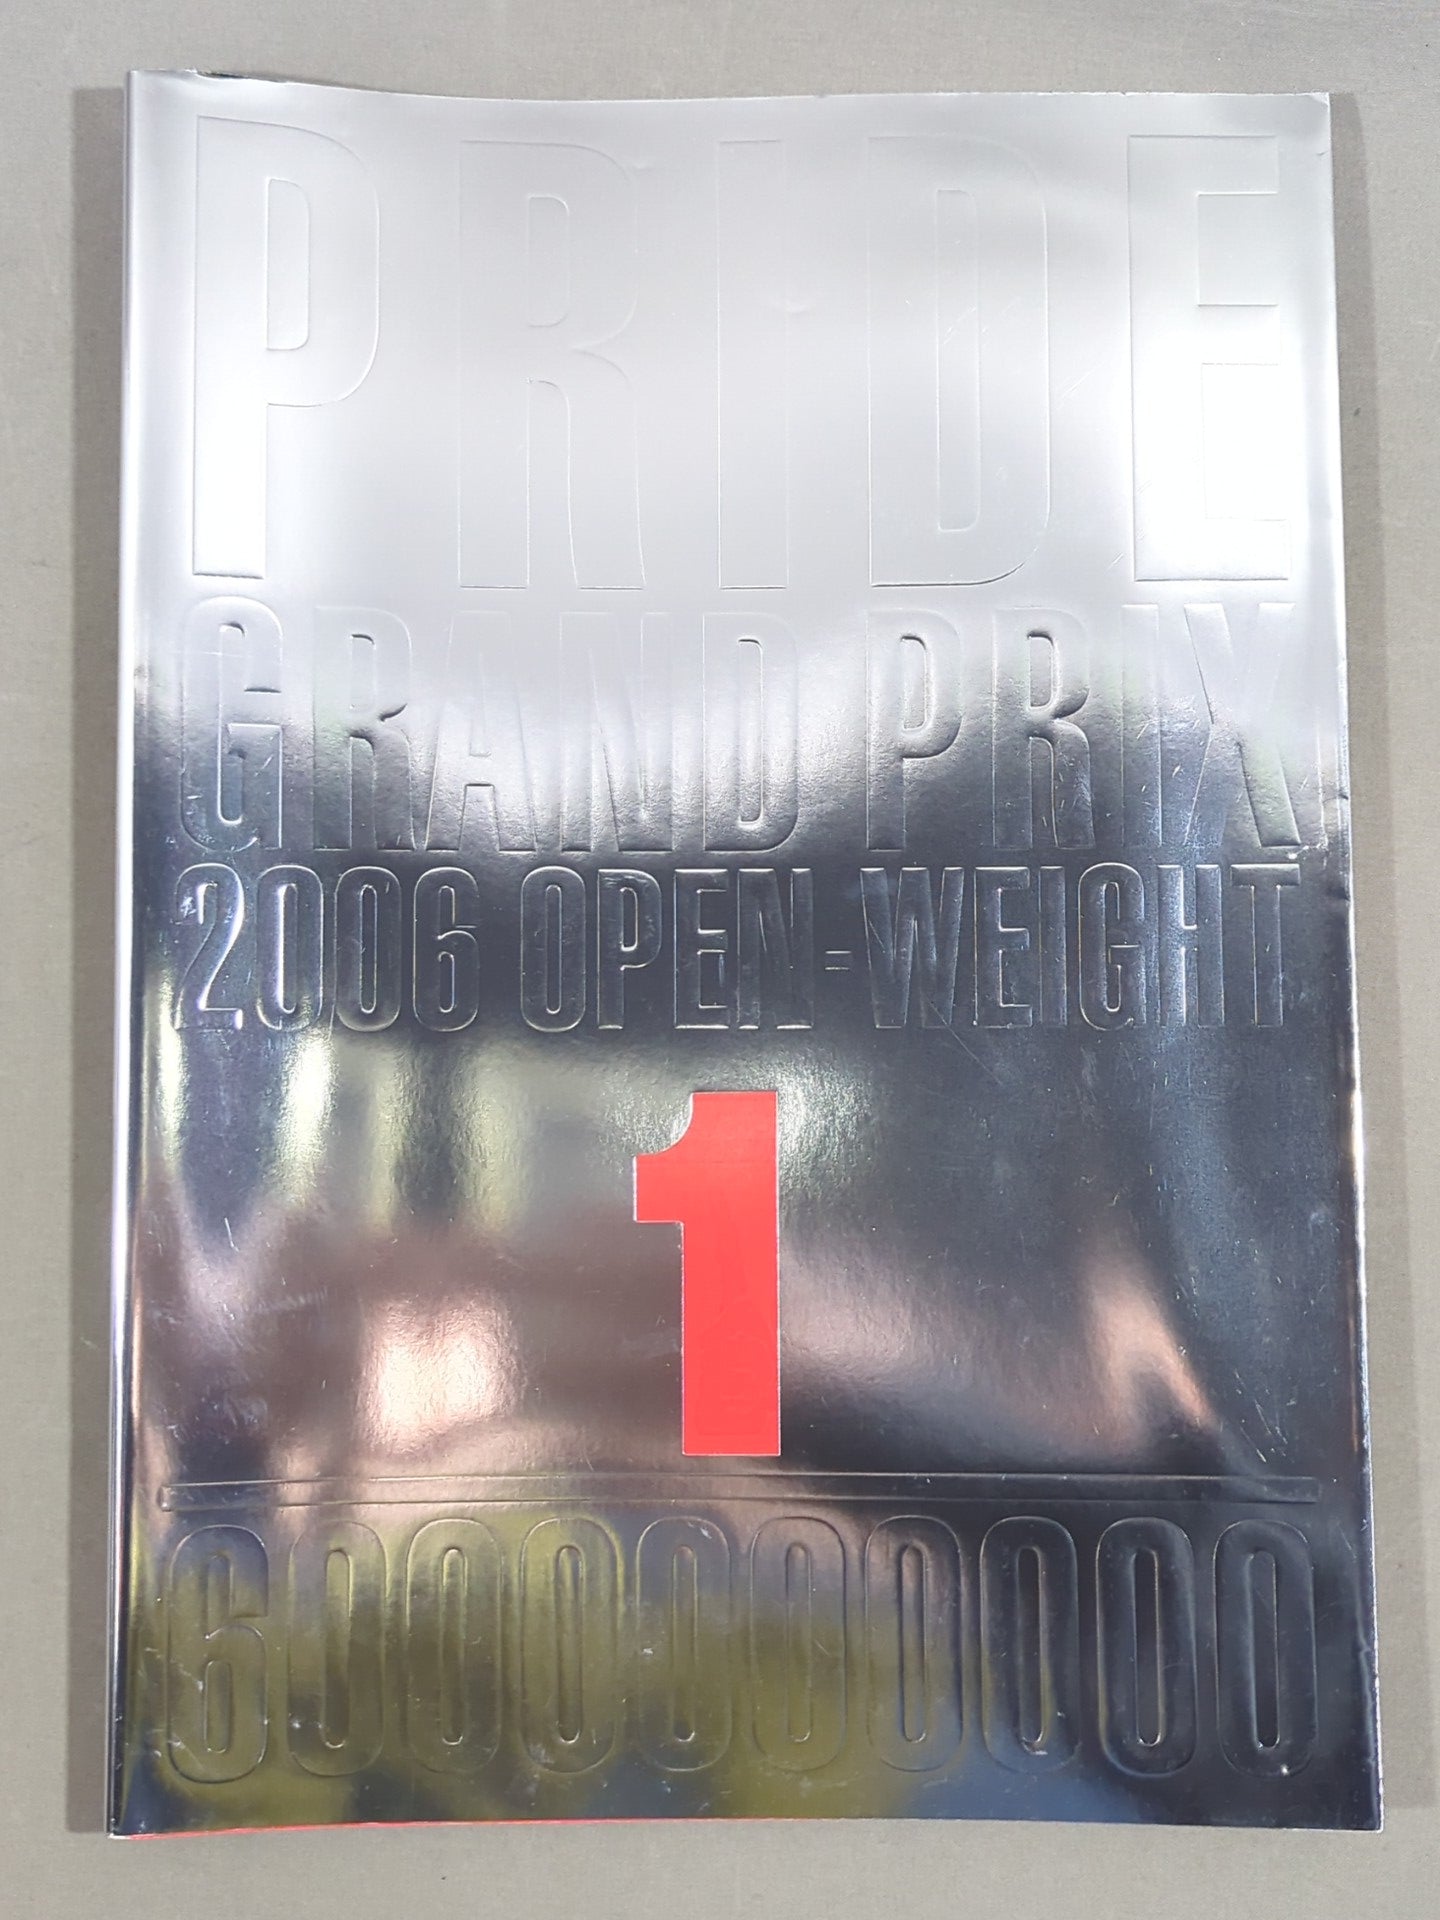 PRIDE
GRAND PRIX
2006 OPEN-WEIGHT
1
6000000000